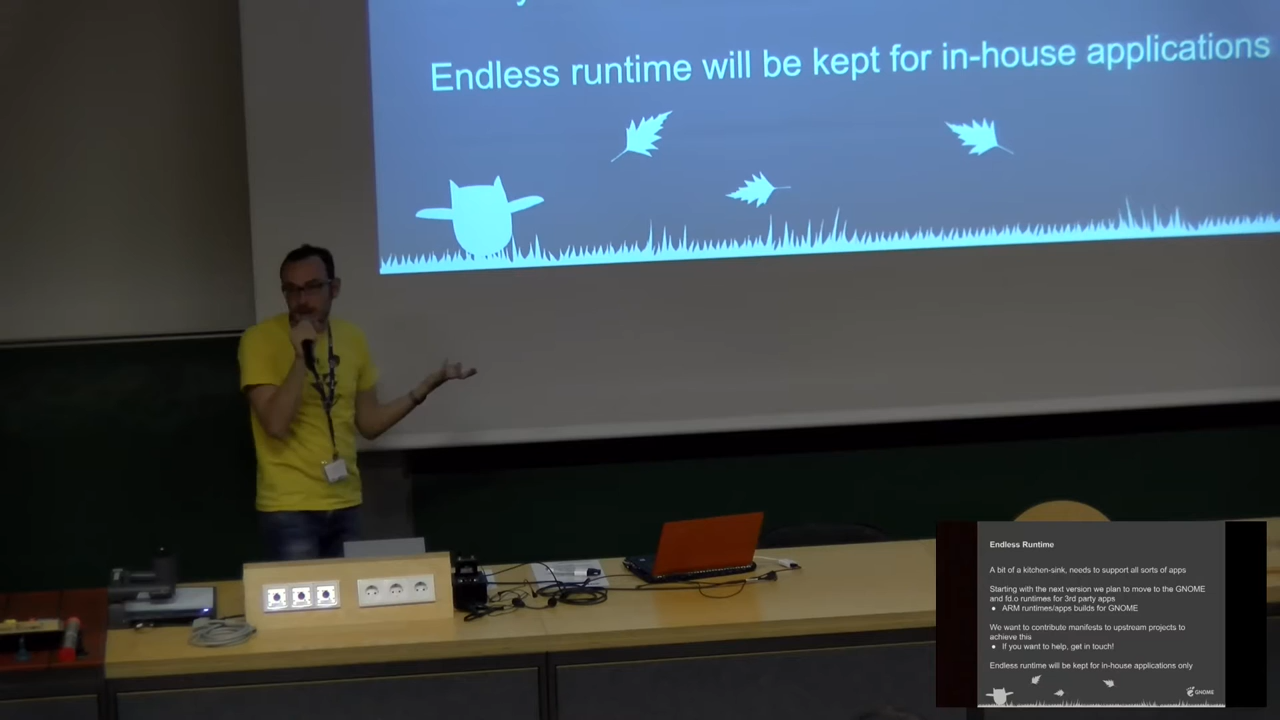 Endless runtime will be kept for in-house applications
Endless Runtime
A bit of a kitchen-sink, needs to support all sorts of apps
Starting with the next version we plan to move to the GNOME
and fd.o runtimes for 3rd party apps
● ARM runtimes/apps builds for GNOME
We want to contribute manifests to upstream projects to
achieve this
● If you want to help, get in touch!
Endless runtime will be kept for in-house applications only
GNOME